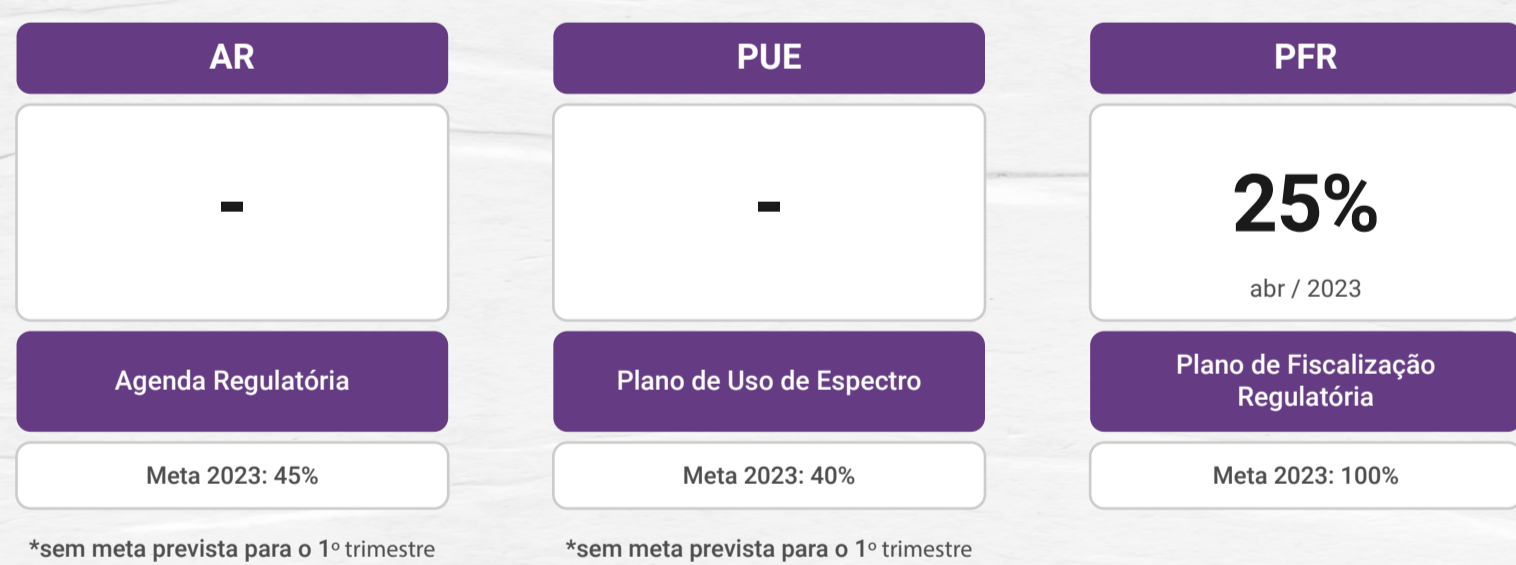 AR
-
Agenda Regulatória
Meta 2023: 45%
*sem meta prevista para o 1º trimestre
PUE
-
Plano de Uso de Espectro
Meta 2023: 40%
*sem meta prevista para o 1º trimestre
PFR
25%
abr / 2023
Plano de Fiscalização
Regulatória
Meta 2023: 100%